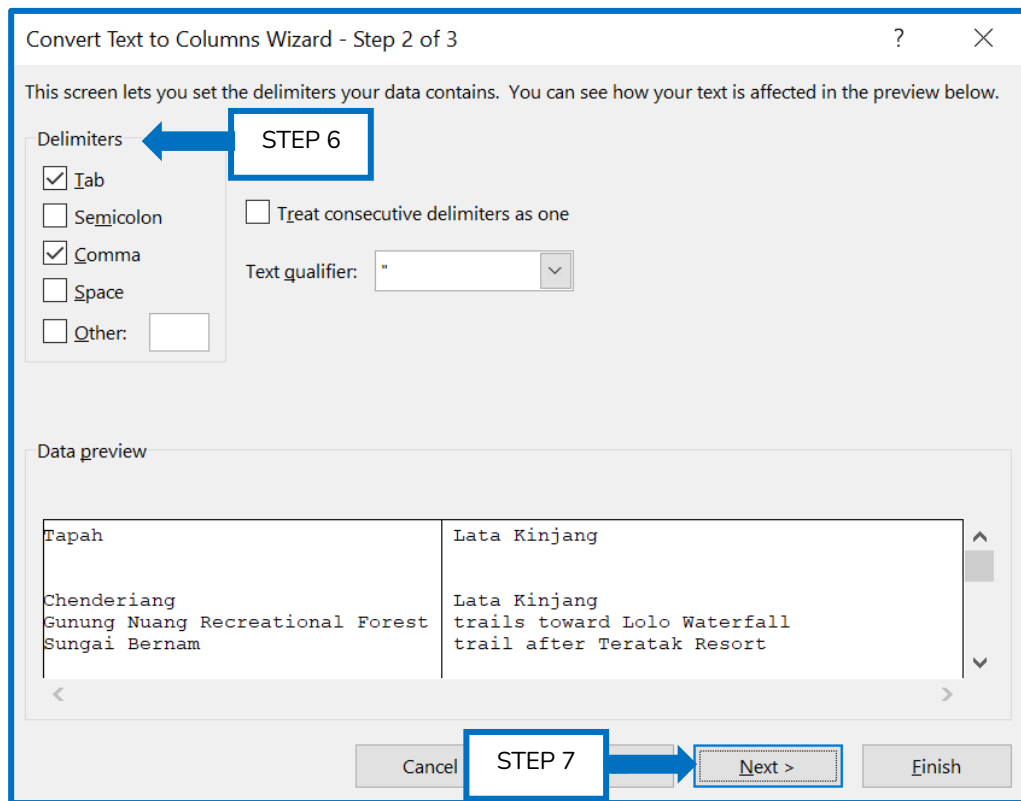 Convert Text to Columns Wizard - Step 2 of 3 ?
This screen lets you set the delimiters your data contains. You can see how your text is affected in the preview below.
Delimiters
STEP 6
Tab
Semicolon
Comma
Space
Other:
Treat consecutive delimiters as one
Text qualifier: "
Data preview
Tapah Lata Kinjang
Chenderiang Lata Kinjang
Gunung Nuang Recreational Forest trails toward Lolo Waterfall
Sungai Bernam trail after Teratak Resort
Cancel STEP 7 Next > Finish